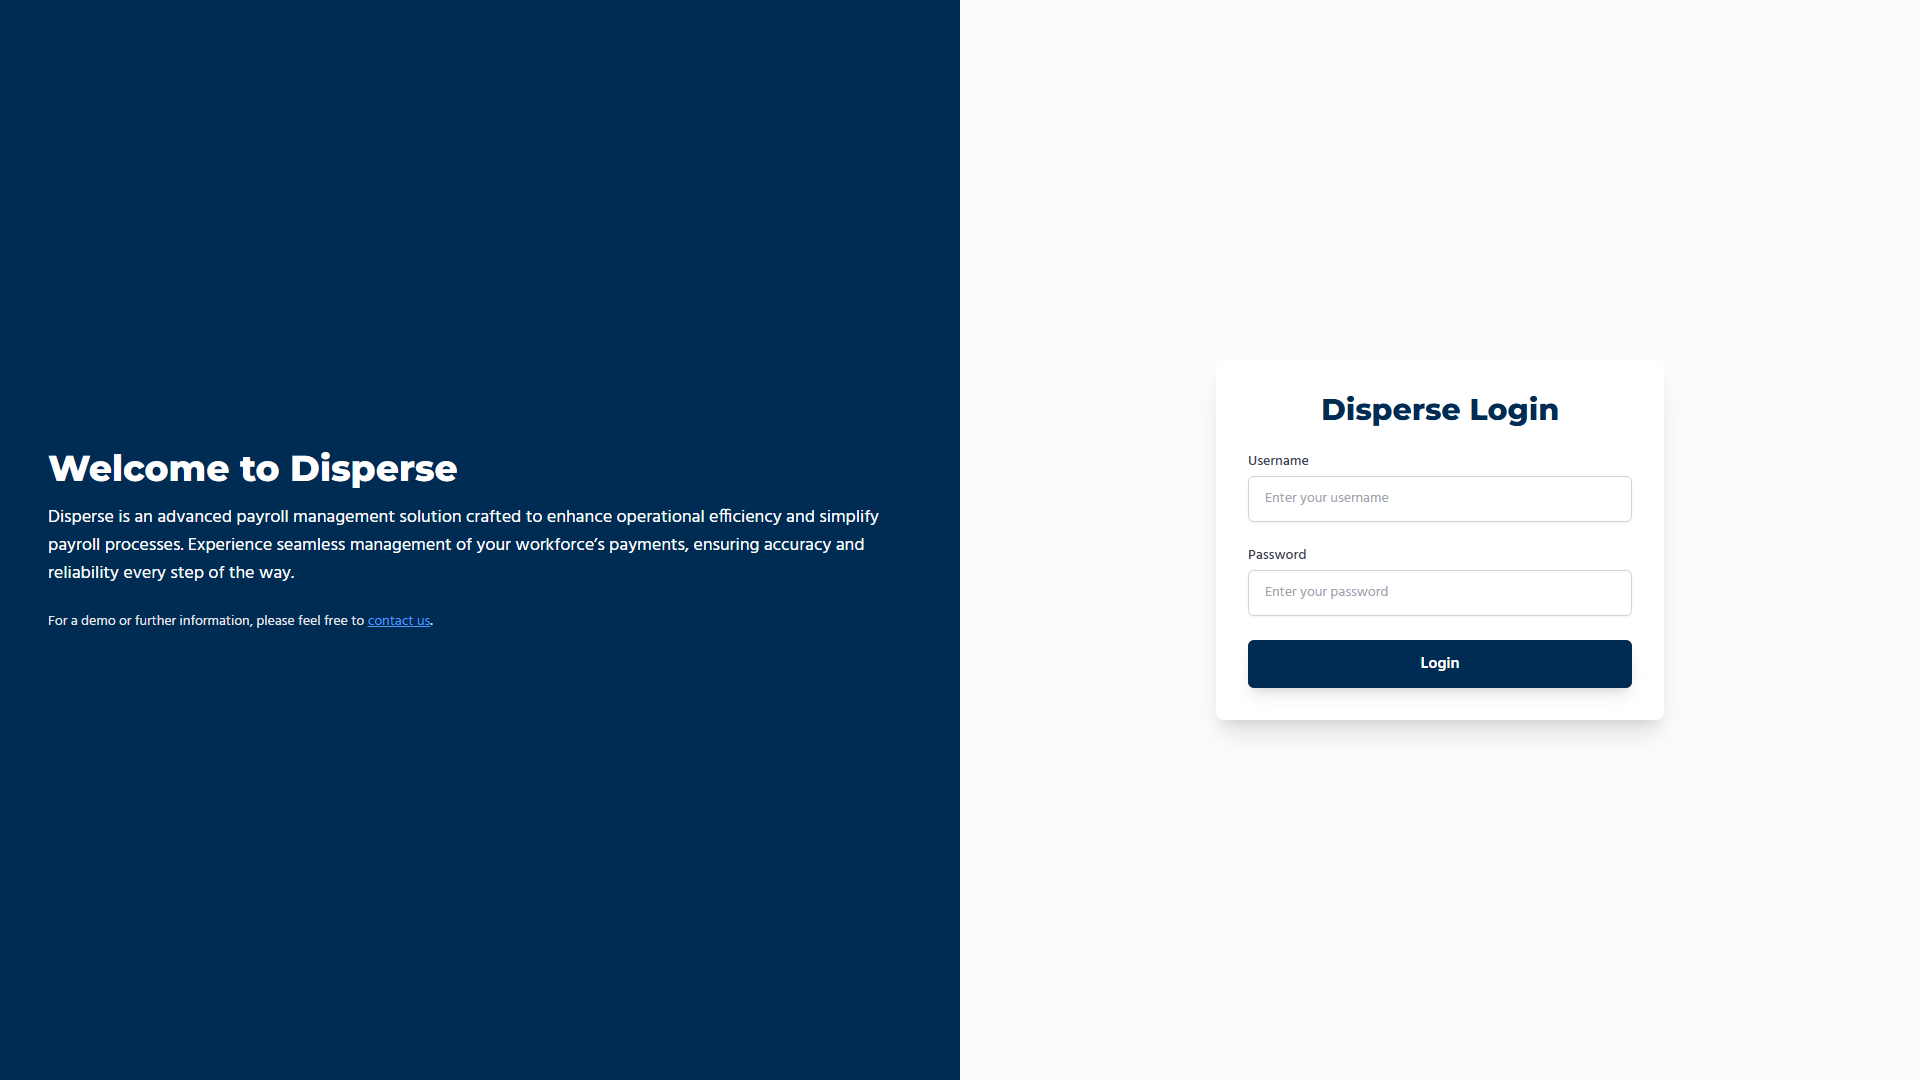 Welcome to Disperse
Disperse is an advanced payroll management solution crafted to enhance operational efficiency and simplify
payroll processes. Experience seamless management of your workforce’s payments, ensuring accuracy and
reliability every step of the way.
For a demo or further information, please feel free to contact us.
Disperse Login
Username
Enter your username
Password
Enter your password
Login